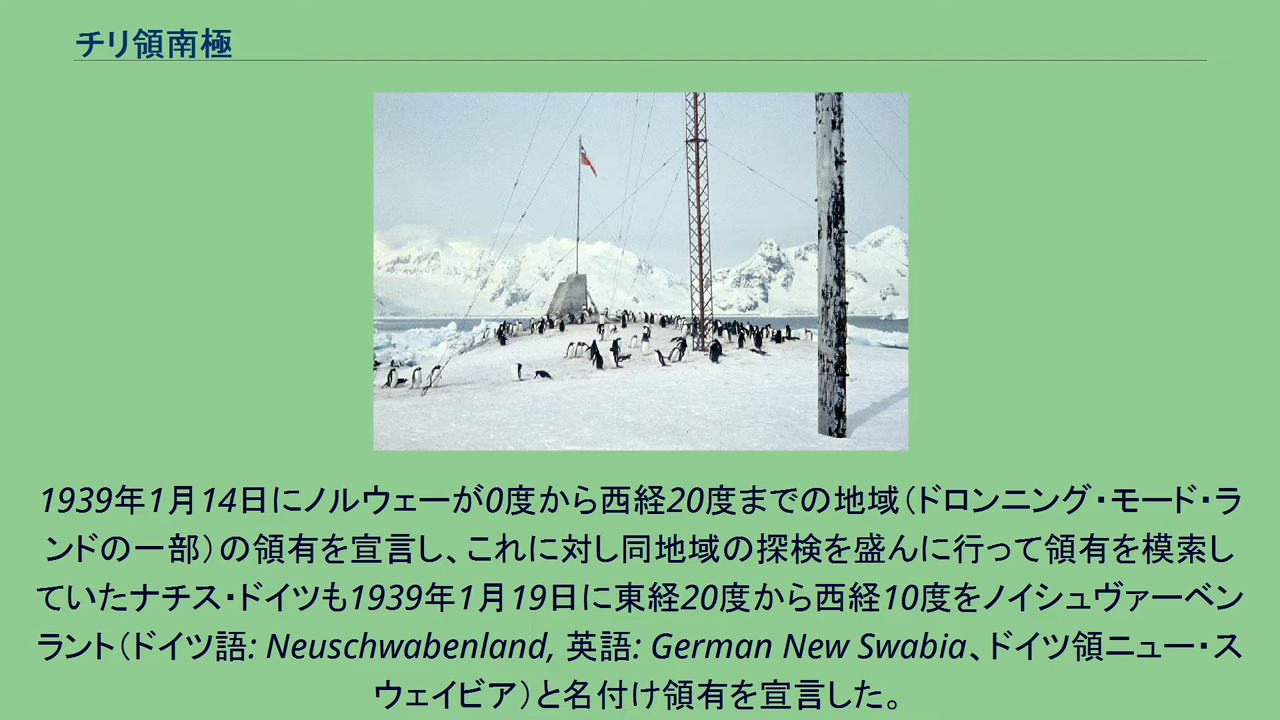 チリ領南極
1939年1月14日にノルウェーが0度から西経20度までの地域（ドロンニング・モード・ラ
ンドの一部）の領有を宣言し、これに対し同地域の探検を盛んに行って領有を模索し
ていたナチス・ドイツも1939年1月19日に東経20度から西経10度をノイシュヴァーベン
ラント（ドイツ語: Neuschwabenland, 英語: German New Swabia、ドイツ領ニュー・ス
ウェイビア）と名付け領有を宣言した。